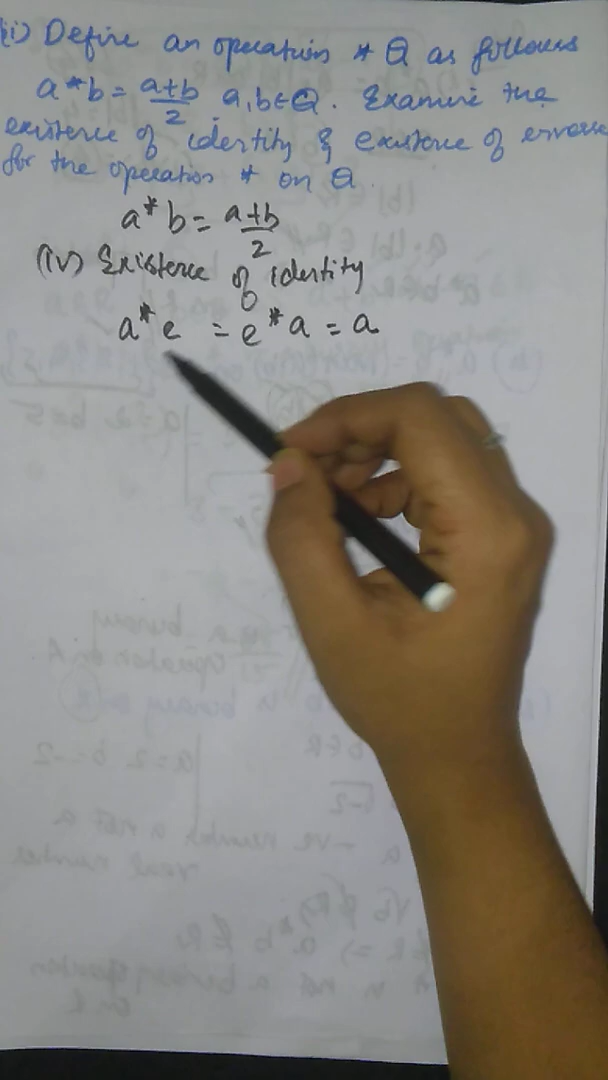 ii) Define an operation * Q as follows
a*b = a+b/2 a,b∈Q. Examine the
existence of identity & existence of
for the operation * on Q.
a*b = a+b/2
(iv) Existence of identity
a*e = e*a = a